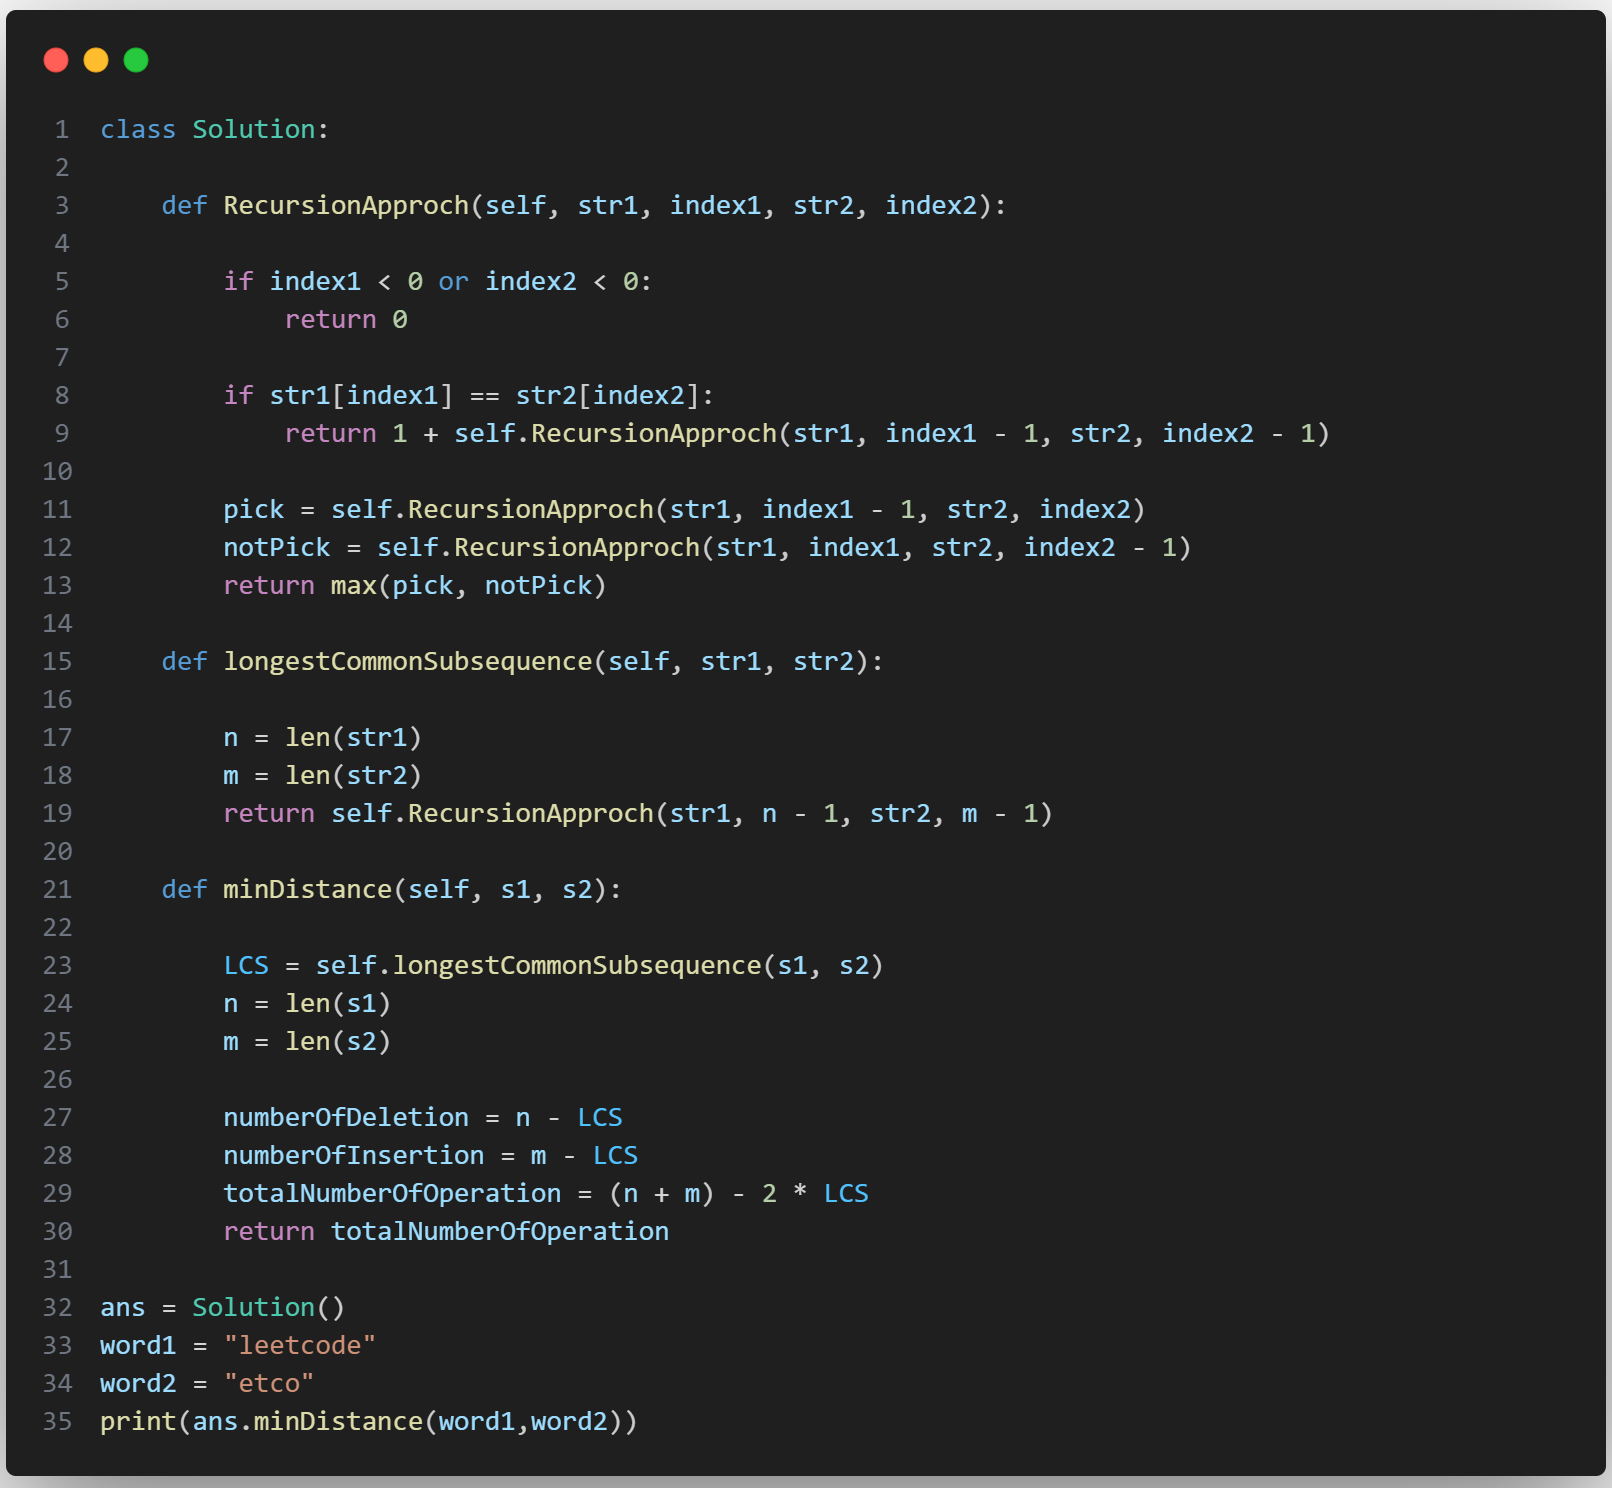 1 class Solution:
2
3     def RecursionApproch(self, str1, index1, str2, index2):
4
5         if index1 < 0 or index2 < 0:
6             return 0
7
8         if str1[index1] == str2[index2]:
9             return 1 + self.RecursionApproch(str1, index1 - 1, str2, index2 - 1)
10
11         pick = self.RecursionApproch(str1, index1 - 1, str2, index2)
12         notPick = self.RecursionApproch(str1, index1, str2, index2 - 1)
13         return max(pick, notPick)
14
15     def longestCommonSubsequence(self, str1, str2):
16
17         n = len(str1)
18         m = len(str2)
19         return self.RecursionApproch(str1, n - 1, str2, m - 1)
20
21     def minDistance(self, s1, s2):
22
23         LCS = self.longestCommonSubsequence(s1, s2)
24         n = len(s1)
25         m = len(s2)
26
27         numberOfDeletion = n - LCS
28         numberOfInsertion = m - LCS
29         totalNumberOfOperation = (n + m) - 2 * LCS
30         return totalNumberOfOperation
31
32 ans = Solution()
33 word1 = "leetcode"
34 word2 = "etco"
35 print(ans.minDistance(word1,word2))